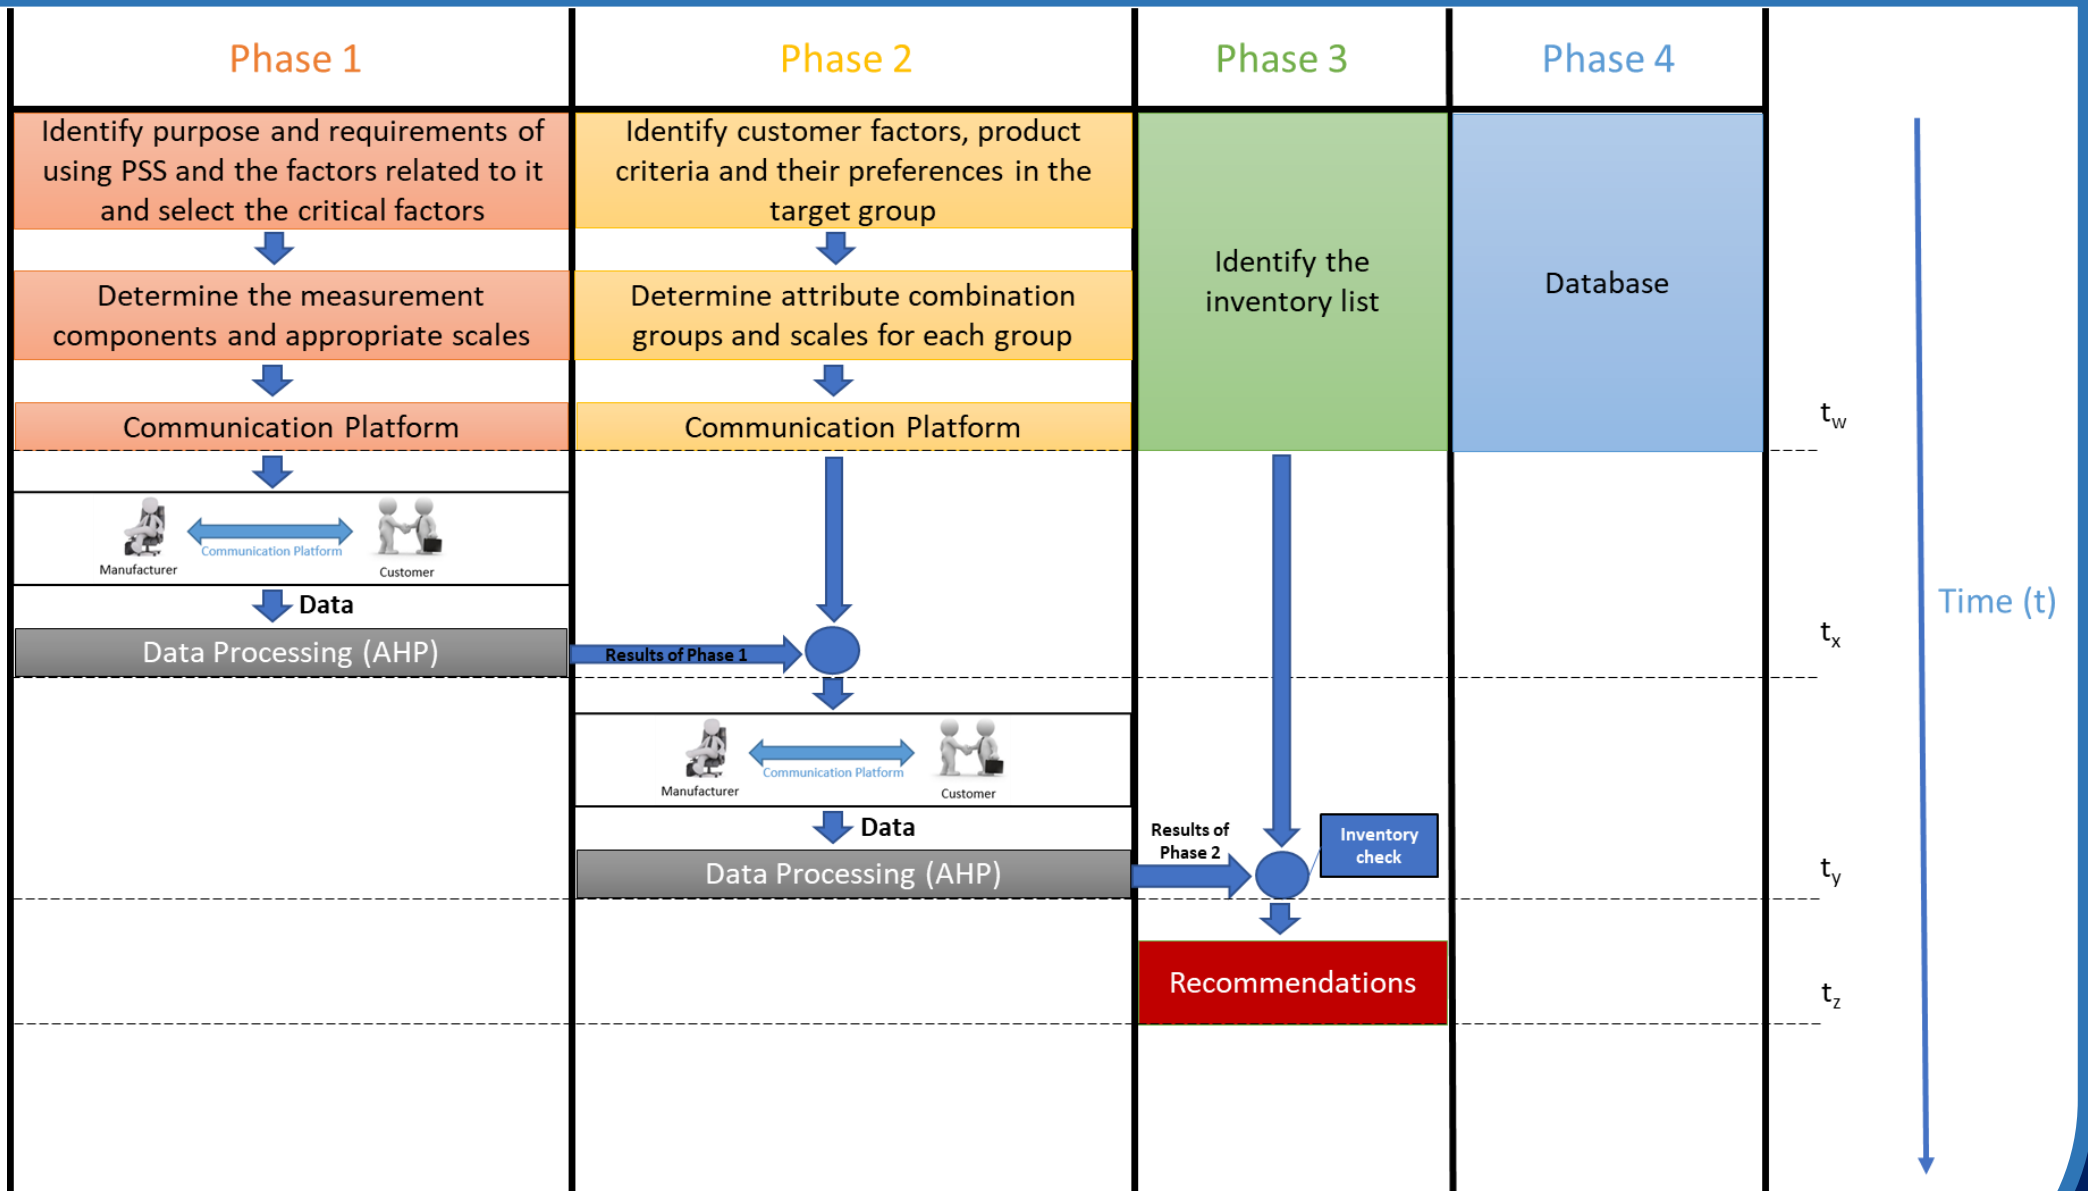 Phase 1
Phase 2
Phase 3
Phase 4
Identify purpose and requirements of
using PSS and the factors related to it
and select the critical factors
Identify customer factors, product
criteria and their preferences in the
target group
Identify the
inventory list
Database
Determine the measurement
components and appropriate scales
Determine attribute combination
groups and scales for each group
Communication Platform
Communication Platform
tw
Communication Platform
Manufacturer
Customer
Data
Data Processing (AHP)
Results of Phase 1
tx
Time (t)
Communication Platform
Manufacturer
Customer
Data
Data Processing (AHP)
Results of
Phase 2
Inventory
check
ty
Recommendations
tz